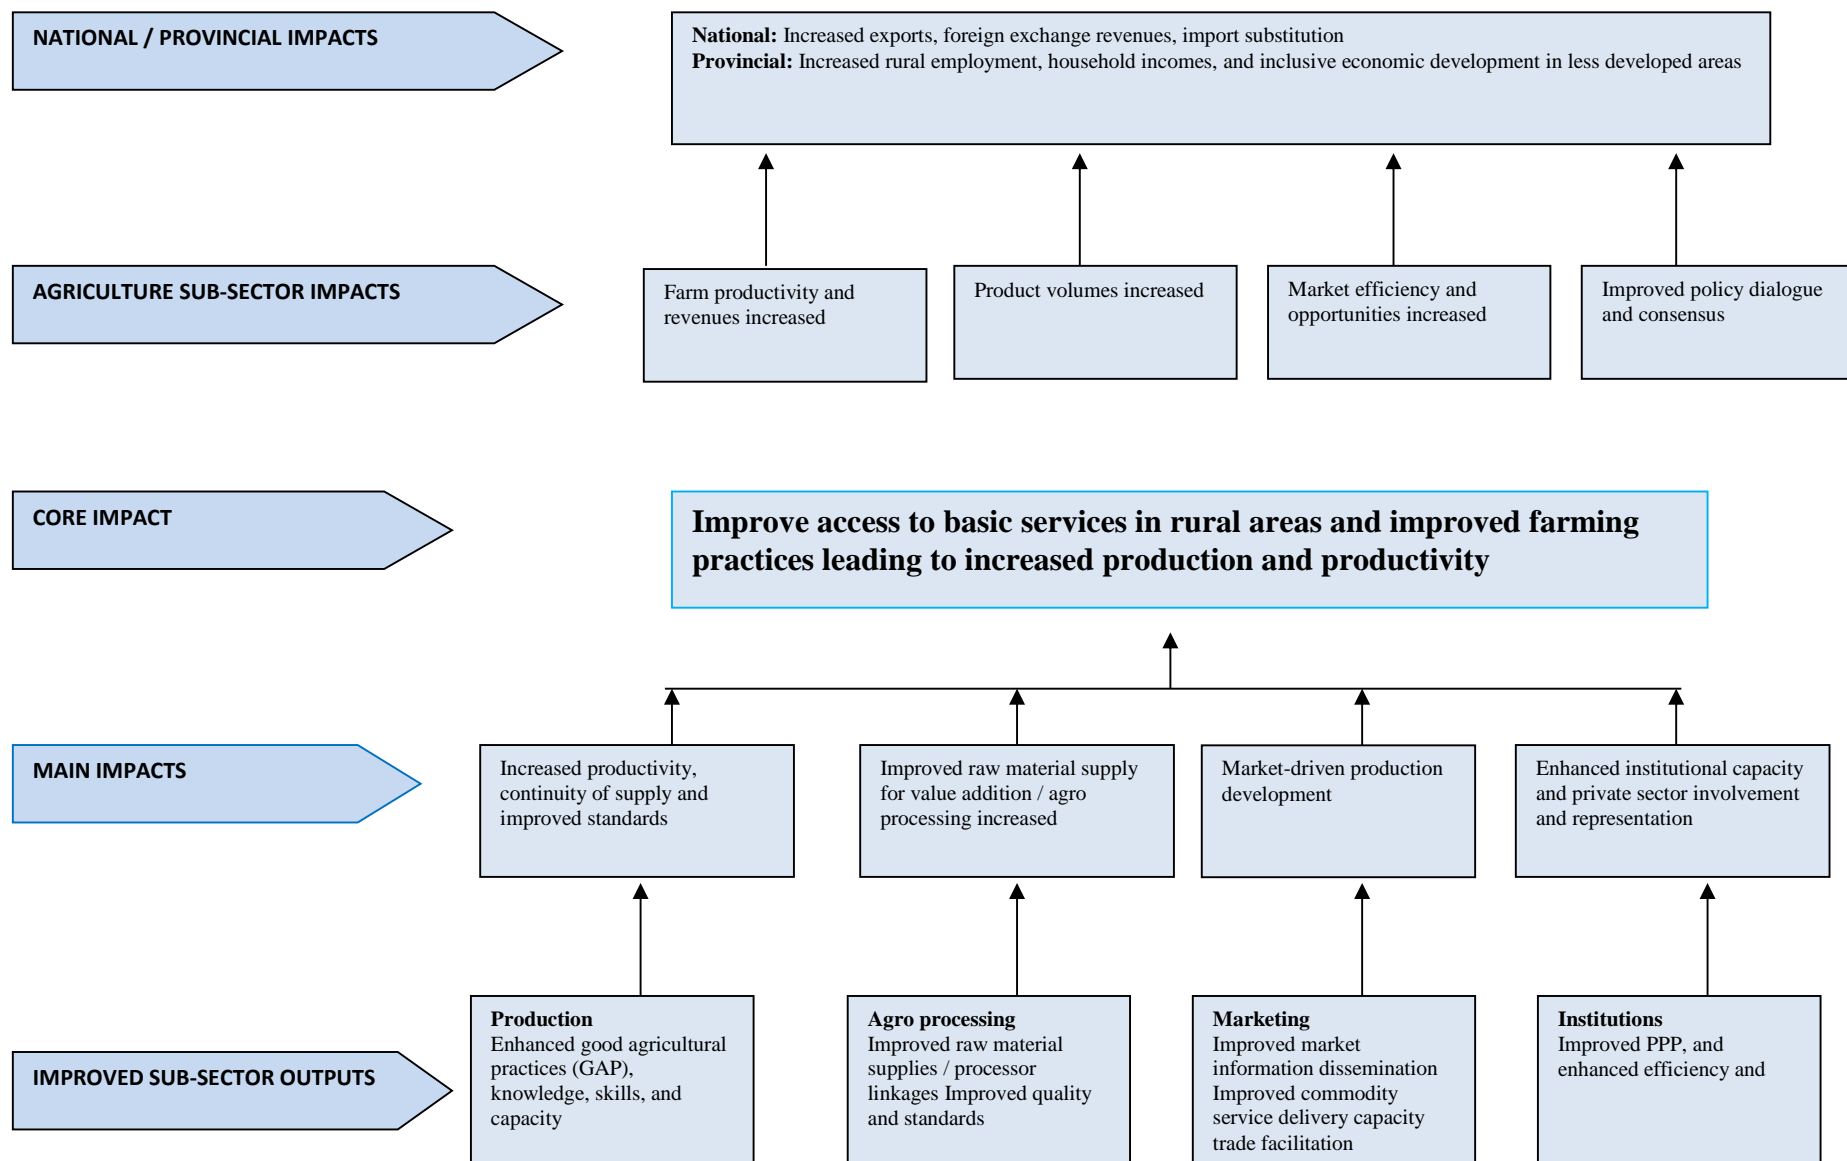 NATIONAL / PROVINCIAL IMPACTS
National: Increased exports, foreign exchange revenues, import substitution
Provincial: Increased rural employment, household incomes, and inclusive economic development in less developed areas
AGRICULTURE SUB-SECTOR IMPACTS
Farm productivity and
revenues increased
Product volumes increased
Market efficiency and
opportunities increased
Improved policy dialogue
and consensus
CORE IMPACT
Improve access to basic services in rural areas and improved farming
practices leading to increased production and productivity
MAIN IMPACTS
Increased productivity,
continuity of supply and
improved standards
Improved raw material supply
for value addition / agro
processing increased
Market-driven production
development
Enhanced institutional capacity
and private sector involvement
and representation
IMPROVED SUB-SECTOR OUTPUTS
Production
Enhanced good agricultural
practices (GAP),
knowledge, skills, and
capacity
Agro processing
Improved raw material
supplies / processor
linkages Improved quality
and standards
Marketing
Improved market
information dissemination
Improved commodity
service delivery capacity
trade facilitation
Institutions
Improved PPP, and
enhanced efficiency and